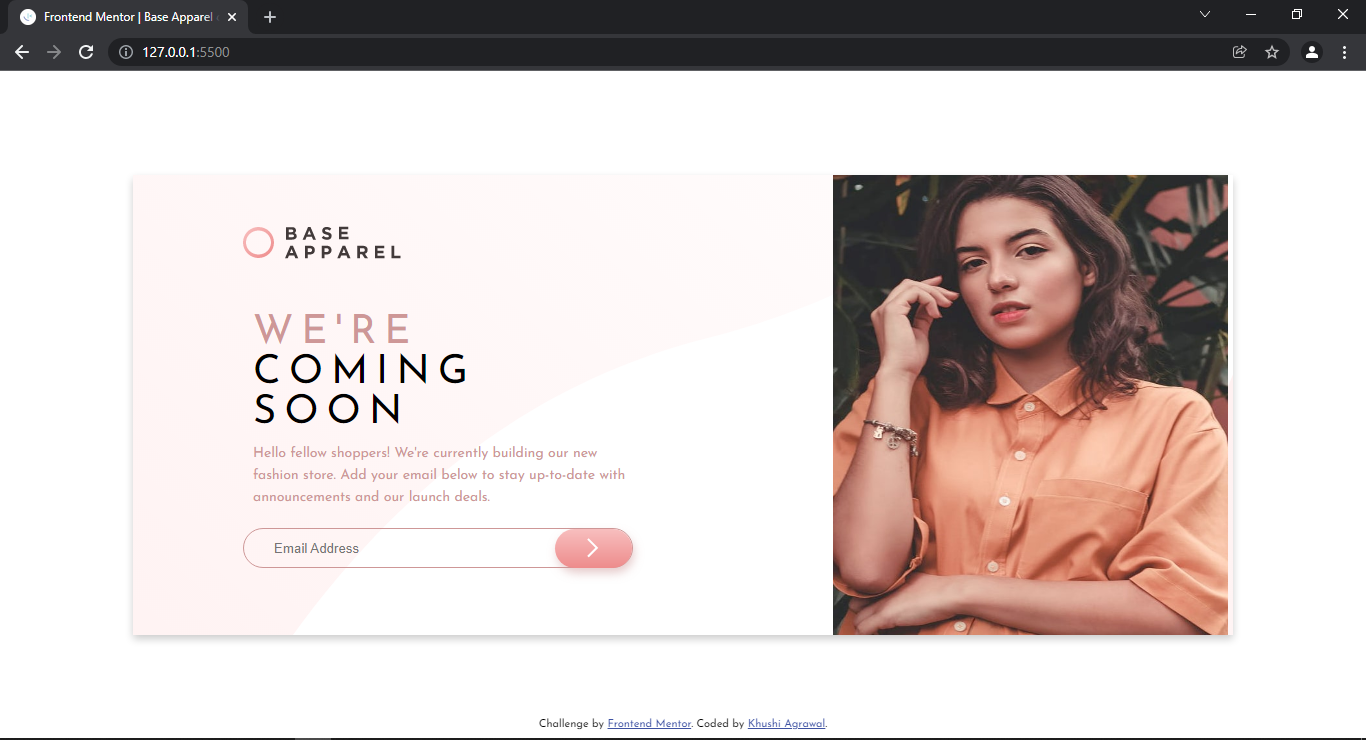 Frontend Mentor | Base Apparel
127.0.0.1:5500
BASE
APPAREL
WE'RE
COMING
SOON
Hello fellow shoppers! We're currently building our new
fashion store. Add your email below to stay up-to-date with
announcements and our launch deals.
Email Address
Challenge by Frontend Mentor. Coded by Khushi Agrawal.